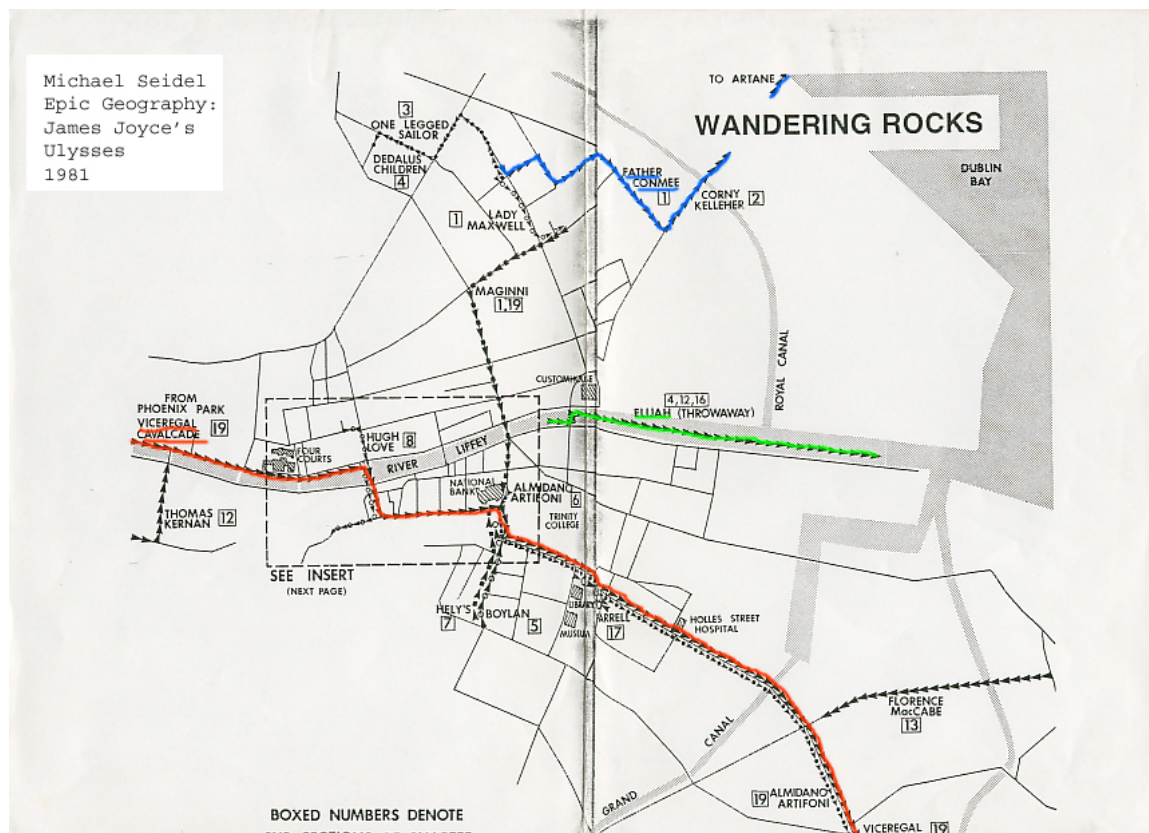 Michael Seidel
Epic Geography:
James Joyce's
Ulysses
1981
TO ARTANE
WANDERING ROCKS
DUBLIN
BAY
3
ONE LEGGED
SAILOR
DEDALUS
CHILDREN
4
FATHER
CONMEE
1
CORNY
KELLEHER 2
1 LADY
MAXWELL
MAGINNI
1,19
ROYAL CANAL
CUSTOMHOUSE
4,12,16
ELIJAH (THROWAWAY)
FROM
PHOENIX PARK
VICEREGAL
CAVALCADE 19
HUGH
LOVE 8
FOUR
COURTS
RIVER LIFFEY
NATIONAL
BANK
ALMIDANO
ARTIFONI 6
TRINITY
COLLEGE
THOMAS
KERNAN 12
SEE INSERT
(NEXT PAGE)
HELY'S
7
BOYLAN
5
LIBRARY
MUSEUM
FARRELL
17
HOLLES STREET
HOSPITAL
FLORENCE
MacCABE
13
GRAND CANAL
19 ALMIDANO
ARTIFONI
VICEREGAL 19
BOXED NUMBERS DENOTE